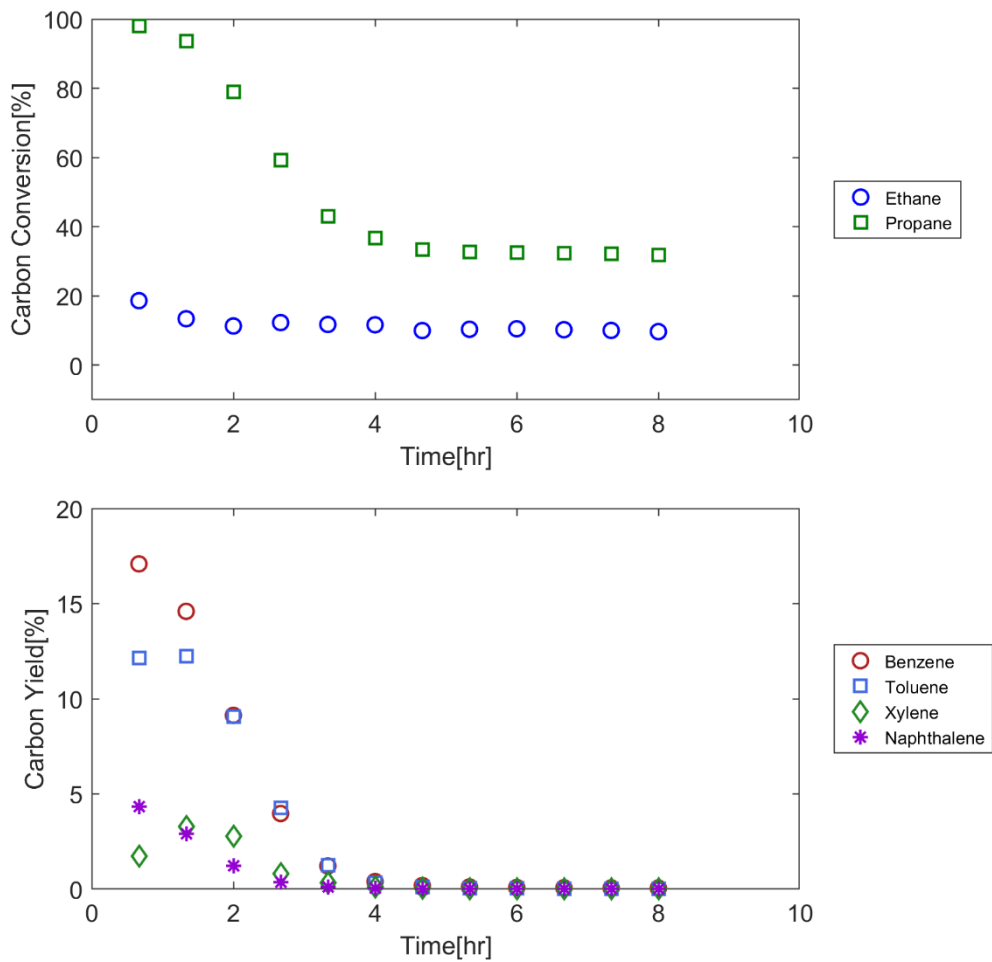 Carbon Conversion[%]
100
80
60
40
20
0
0 2 4 6 8 10
Time[hr]
Ethane
Propane
Carbon Yield[%]
20
15
10
5
0
0 2 4 6 8 10
Time[hr]
Benzene
Toluene
Xylene
Naphthalene